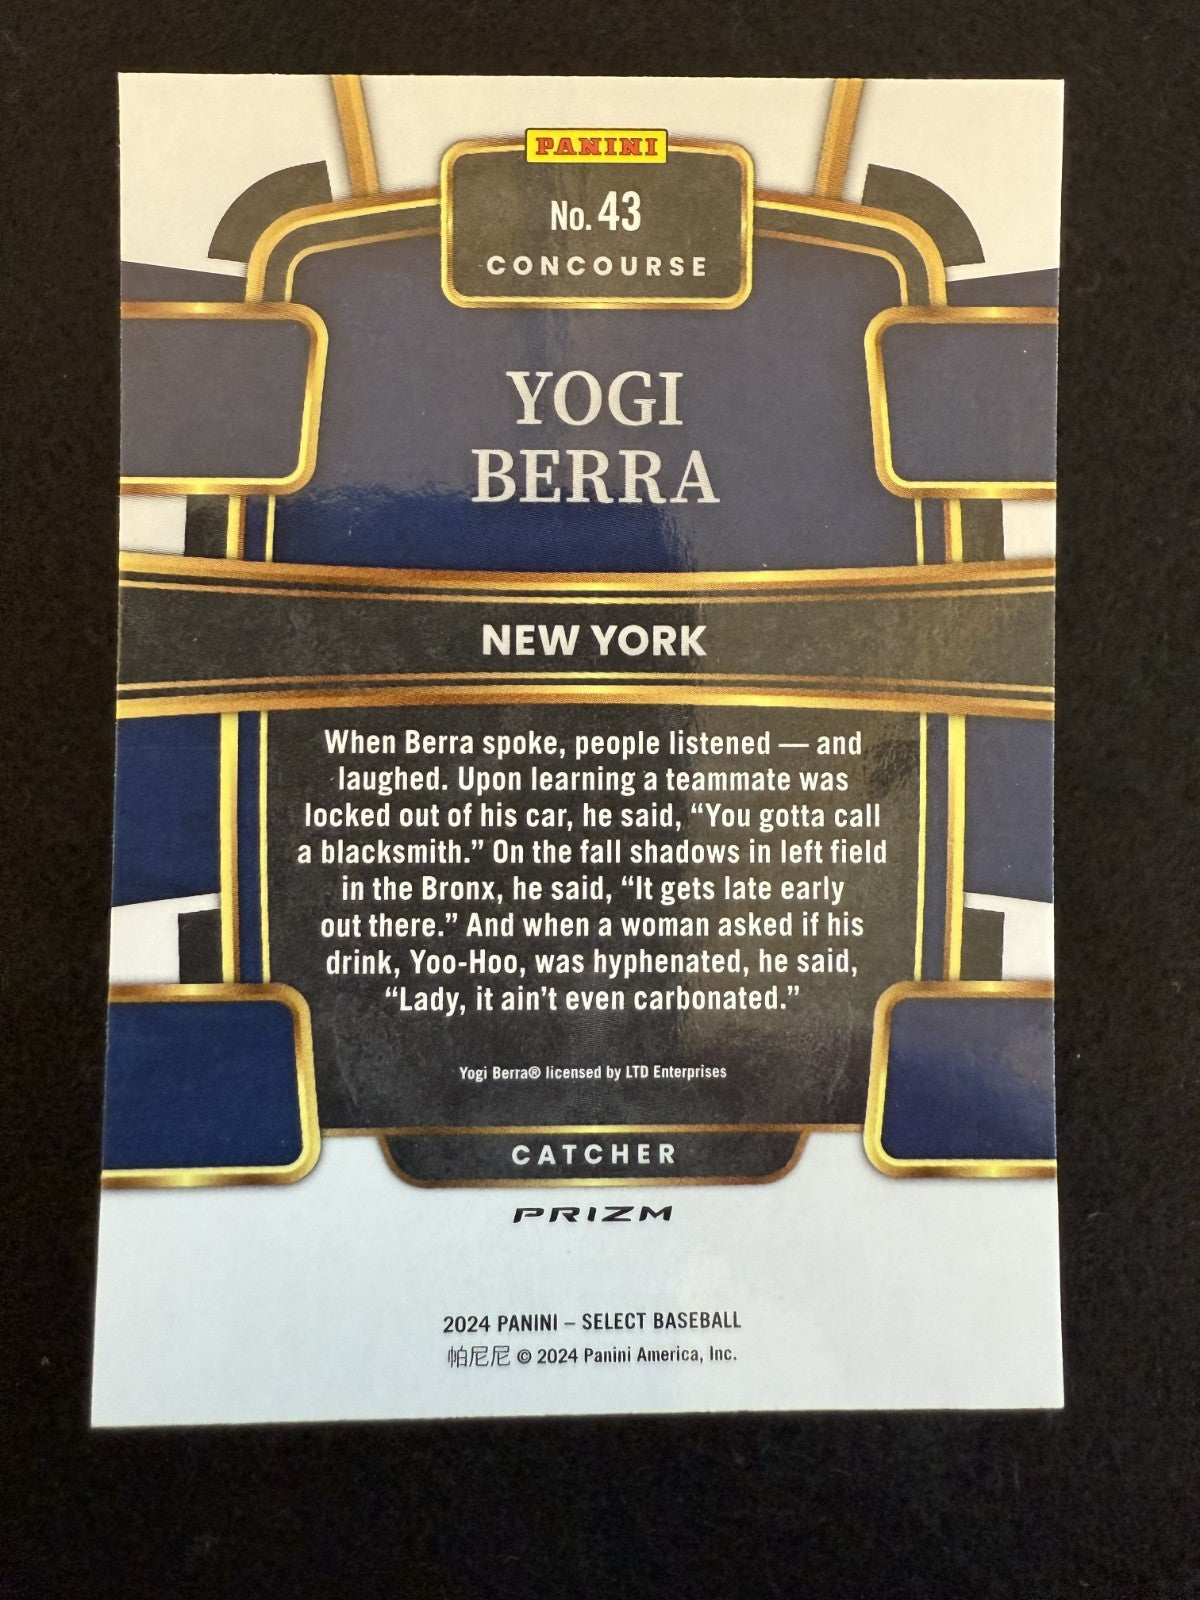 PANINI
No. 43
CONCOURSE
YOGI
BERRA
NEW YORK
When Berra spoke, people listened — and
laughed. Upon learning a teammate was
locked out of his car, he said, “You gotta call
a blacksmith.” On the fall shadows in left field
in the Bronx, he said, “It gets late early
out there.” And when a woman asked if his
drink, Yoo-Hoo, was hyphenated, he said,
“Lady, it ain’t even carbonated.”
Yogi Berra® licensed by LTD Enterprises
CATCHER
PRIZM
2024 PANINI – SELECT BASEBALL
帕尼尼 © 2024 Panini America, Inc.